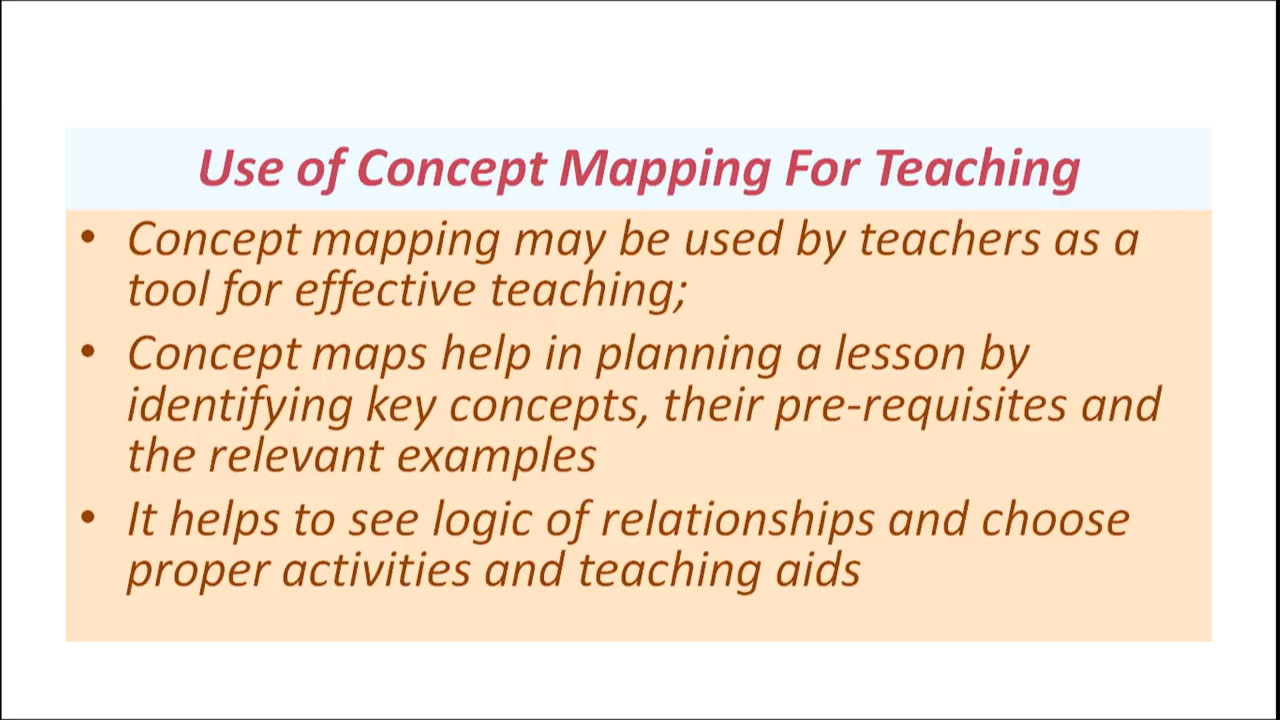 Use of Concept Mapping For Teaching
• Concept mapping may be used by teachers as a
tool for effective teaching;
• Concept maps help in planning a lesson by
identifying key concepts, their pre-requisites and
the relevant examples
• It helps to see logic of relationships and choose
proper activities and teaching aids